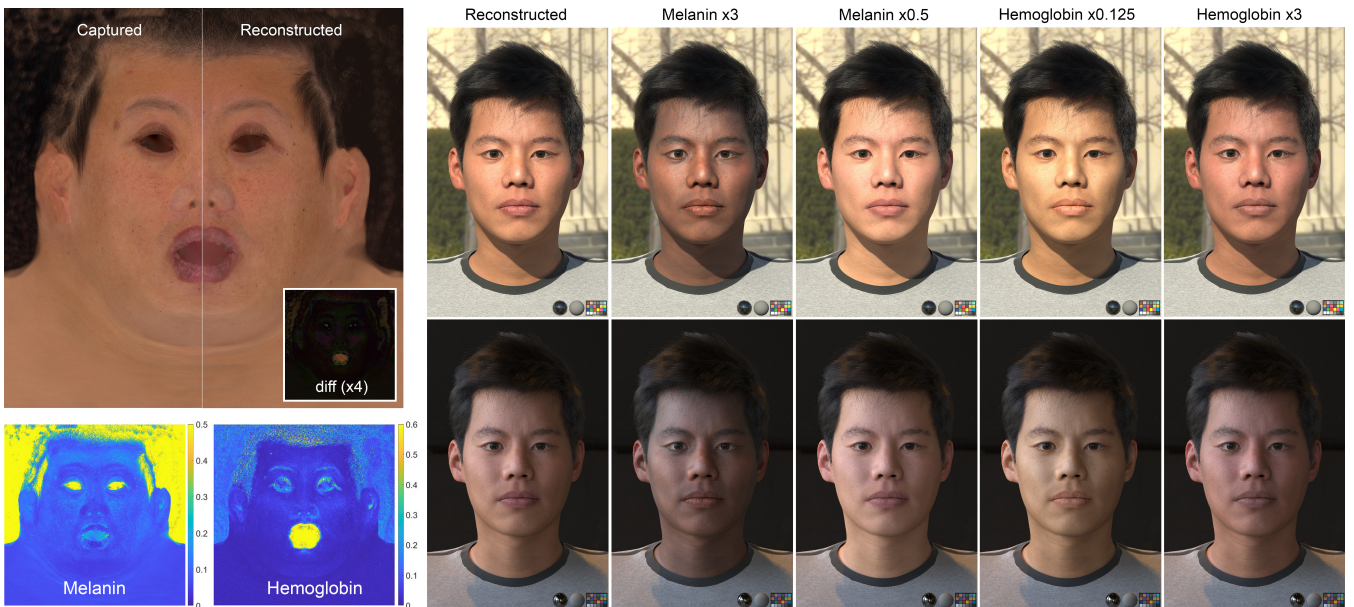 Captured
Reconstructed
diff (x4)
0.5
0.4
0.3
0.2
0.1
0
Melanin
0.6
0.5
0.4
0.3
0.2
0.1
0
Hemoglobin
Reconstructed
Melanin x3
Melanin x0.5
Hemoglobin x0.125
Hemoglobin x3